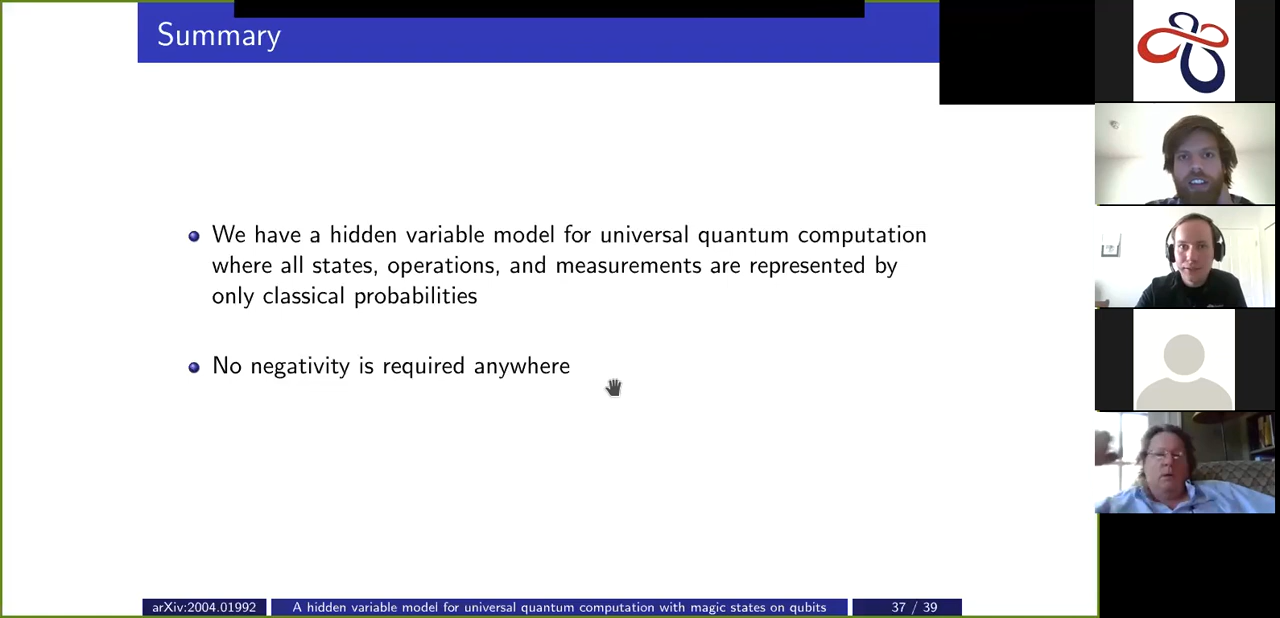 Summary
We have a hidden variable model for universal quantum computation
where all states, operations, and measurements are represented by
only classical probabilities
No negativity is required anywhere
arXiv:2004.01992
A hidden variable model for universal quantum computation with magic states on qubits
37 / 39